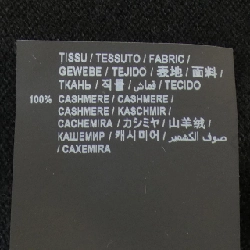 TISSU / TESSUTO / FABRIC /
GEWEBE / TEJIDO / 表地 / 面料 /
ТКАНЬ / 직물 / قماش / TECIDO
100% CASHMERE / CASHMERE /
CASHMERE / KASCHMIR /
CACHEMIRA / カシミヤ / 山羊绒 /
КАШЕМИР / 캐시미어 / صوف الكشمير
/ CAXEMIRA